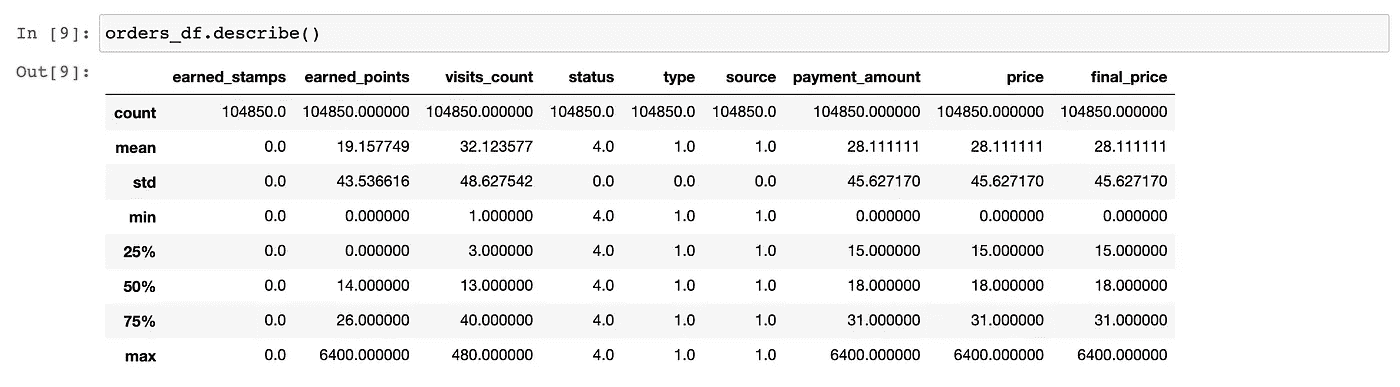 In [9]: orders_df.describe()
Out[9]:
earned_stamps earned_points visits_count status type source payment_amount price final_price
count 104850.0 104850.000000 104850.000000 104850.0 104850.0 104850.0 104850.000000 104850.000000 104850.000000
mean 0.0 19.157749 32.123577 4.0 1.0 1.0 28.111111 28.111111 28.111111
std 0.0 43.536616 48.627542 0.0 0.0 0.0 45.627170 45.627170 45.627170
min 0.0 0.000000 1.000000 4.0 1.0 1.0 0.000000 0.000000 0.000000
25% 0.0 0.000000 3.000000 4.0 1.0 1.0 15.000000 15.000000 15.000000
50% 0.0 14.000000 13.000000 4.0 1.0 1.0 18.000000 18.000000 18.000000
75% 0.0 26.000000 40.000000 4.0 1.0 1.0 31.000000 31.000000 31.000000
max 0.0 6400.000000 480.000000 4.0 1.0 1.0 6400.000000 6400.000000 6400.000000